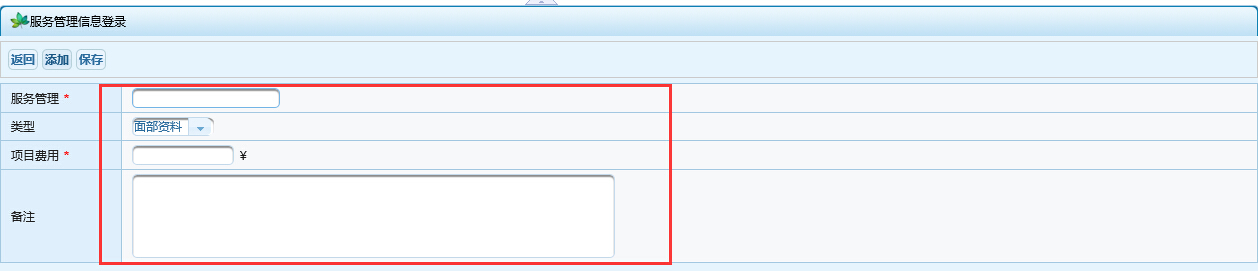 服务管理信息登录
返回 添加 保存
服务管理 *
类型 面部资料
项目费用 * ¥
备注